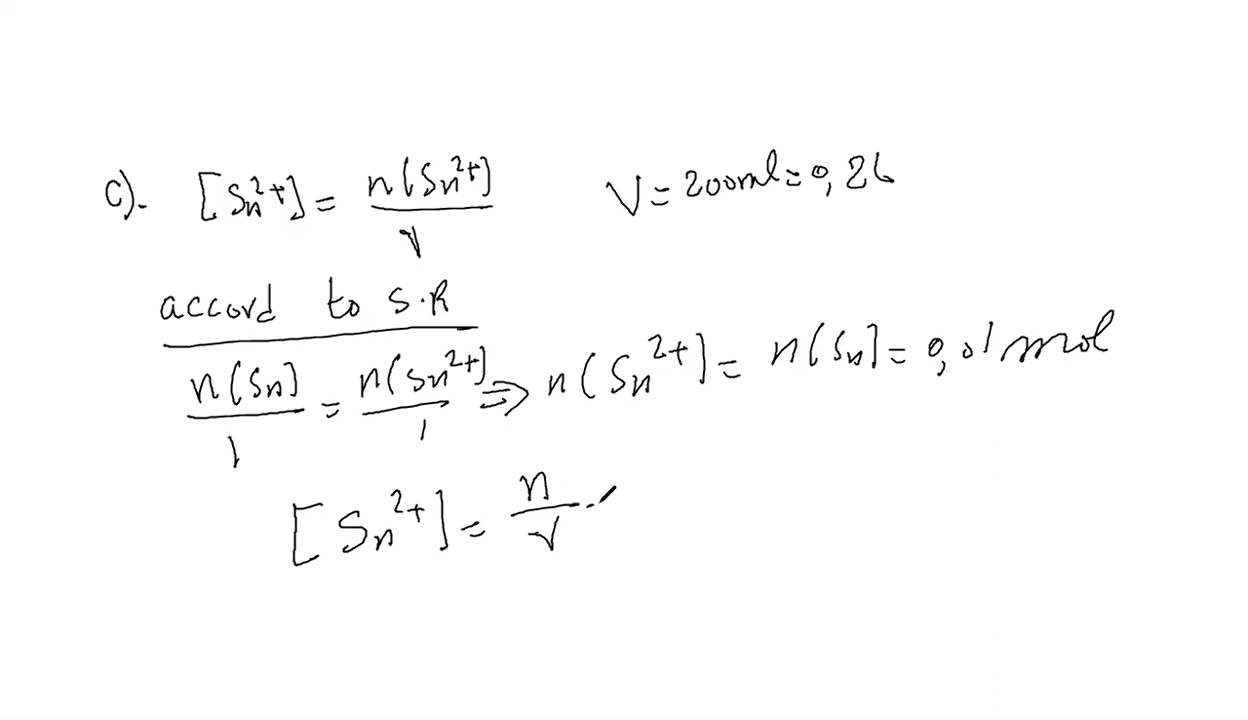 c). [Sn²⁺] = n(Sn²⁺) / V V = 200ml = 0,2L
accord to S.R
n(Sn) / 1 = n(Sn²⁺) / 1 ⇒ n(Sn²⁺) = n(Sn) = 0,01 mol
[Sn²⁺] = n / V